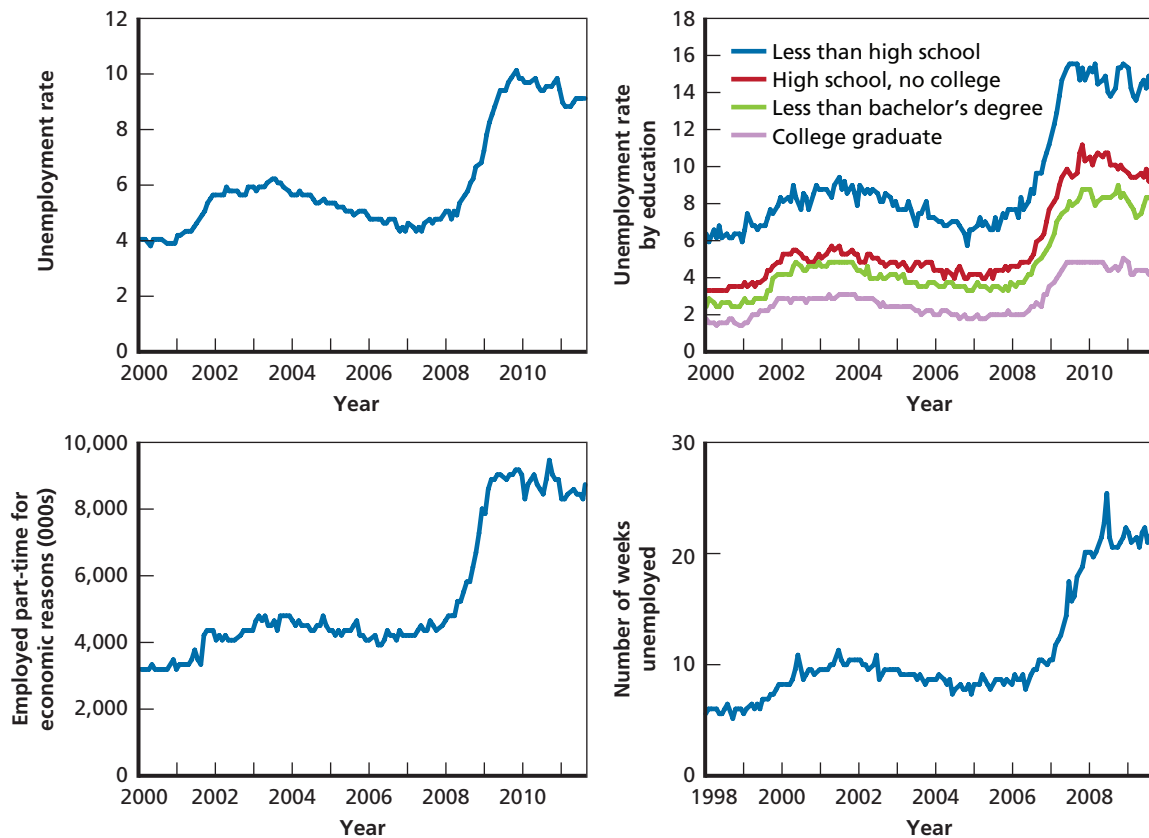 Unemployment rate
12
10
8
6
4
2
0
2000 2002 2004 2006 2008 2010
Year
Unemployment rate
by education
18
16
14
12
10
8
6
4
2
0
Less than high school
High school, no college
Less than bachelor's degree
College graduate
2000 2002 2004 2006 2008 2010
Year
Employed part-time for
economic reasons (000s)
10,000
8,000
6,000
4,000
2,000
0
2000 2002 2004 2006 2008 2010
Year
Number of weeks
unemployed
30
20
10
0
1998 2000 2002 2004 2006 2008
Year